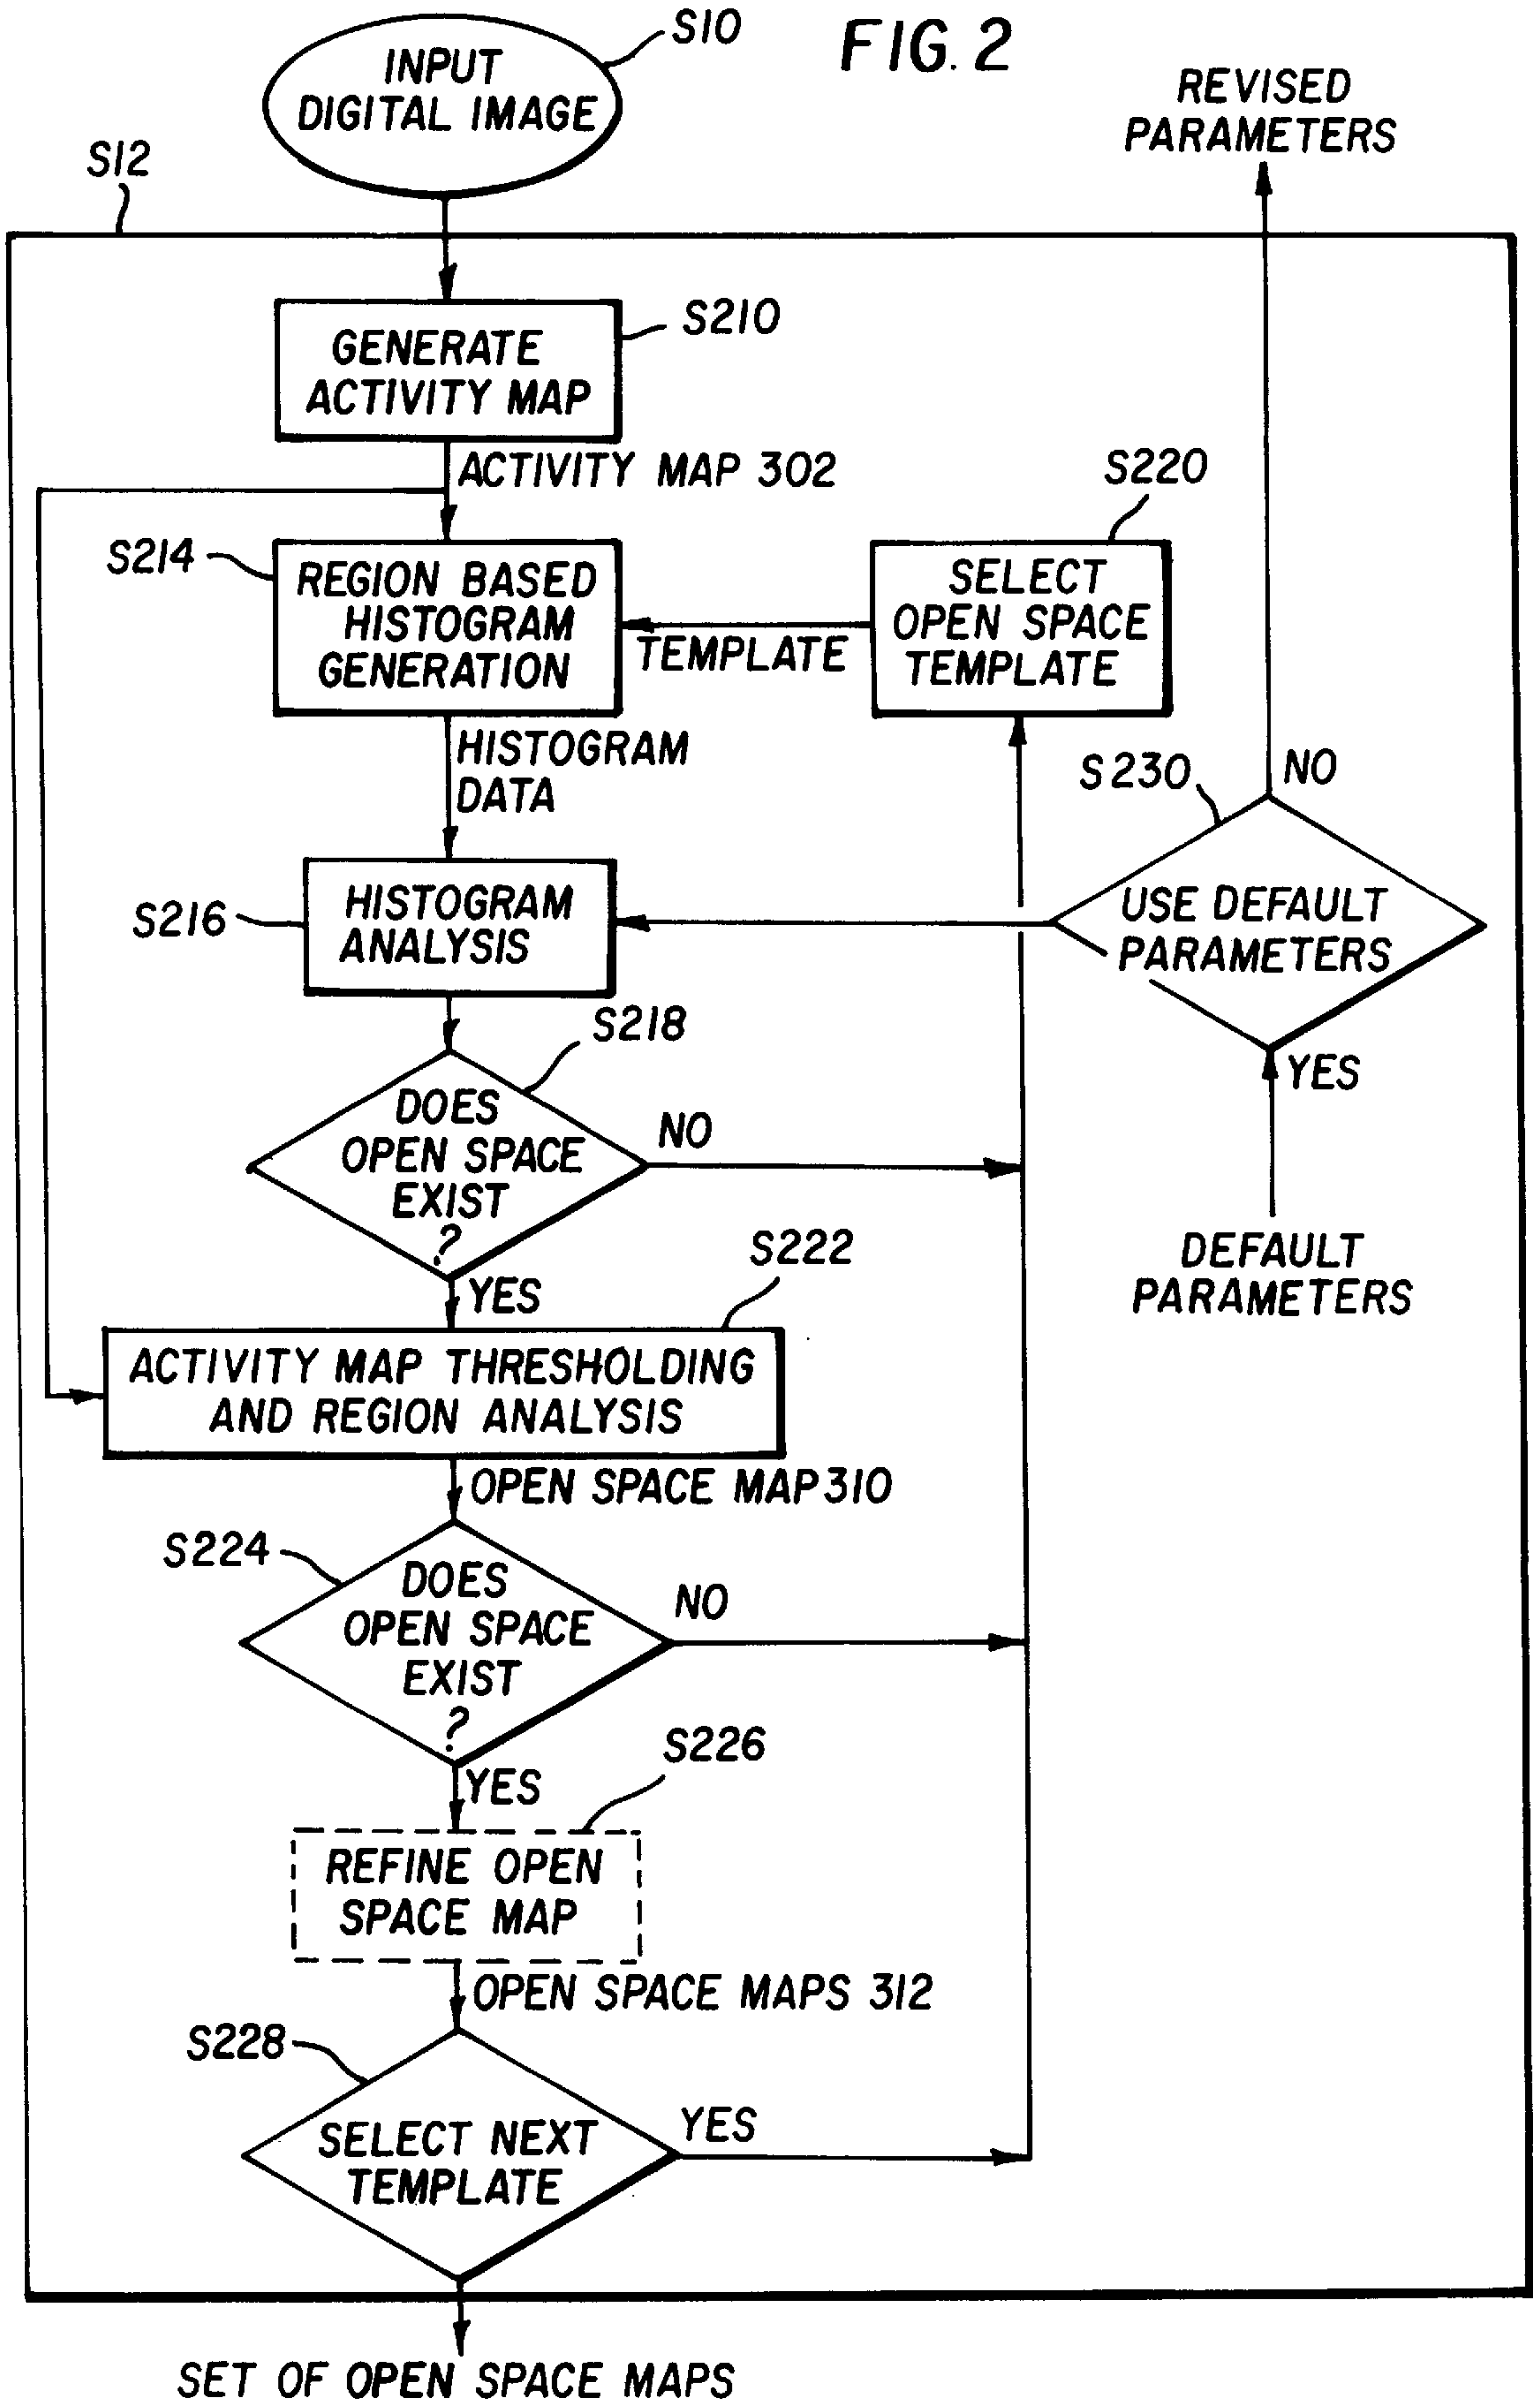 FIG. 2
S10
INPUT
DIGITAL IMAGE
REVISED
PARAMETERS
S12
S210
GENERATE
ACTIVITY MAP
ACTIVITY MAP 302
S220
S214
REGION BASED
HISTOGRAM
GENERATION
TEMPLATE
SELECT
OPEN SPACE
TEMPLATE
HISTOGRAM
DATA
S230
NO
S216
HISTOGRAM
ANALYSIS
USE DEFAULT
PARAMETERS
S218
YES
DOES
OPEN SPACE
EXIST
?
NO
S222
DEFAULT
PARAMETERS
YES
ACTIVITY MAP THRESHOLDING
AND REGION ANALYSIS
OPEN SPACE MAP 310
S224
DOES
OPEN SPACE
EXIST
?
NO
S226
YES
REFINE OPEN
SPACE MAP
OPEN SPACE MAPS 312
S228
SELECT NEXT
TEMPLATE
YES
SET OF OPEN SPACE MAPS